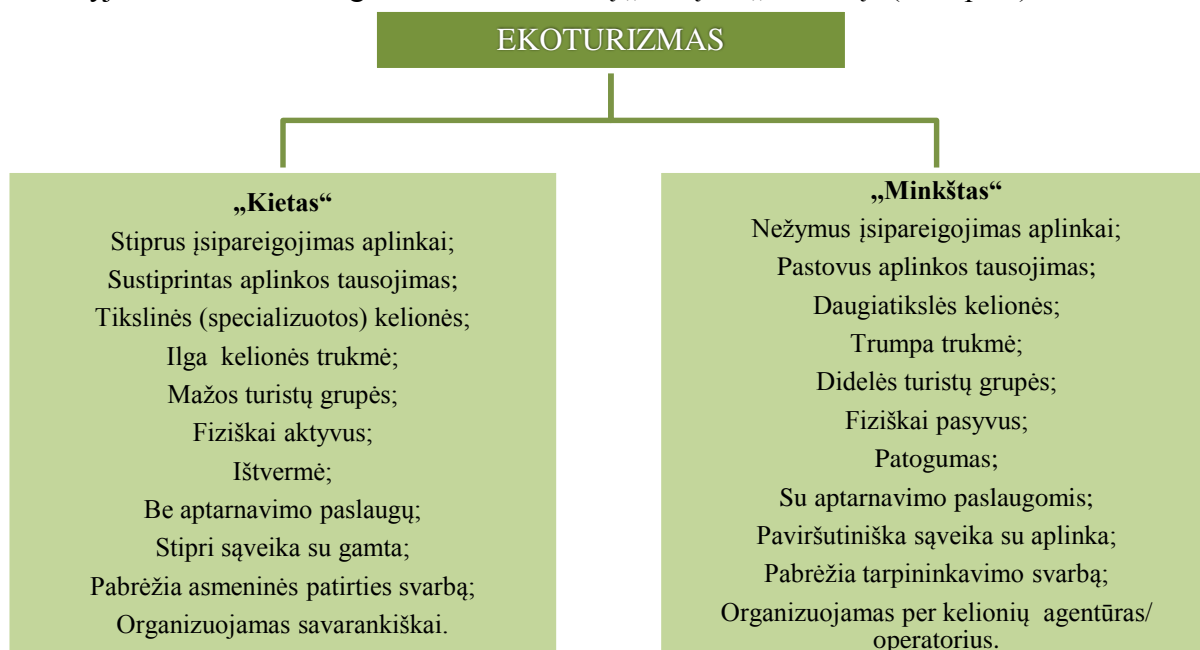 EKOTURIZMAS
„Kietas“
Stiprus įsipareigojimas aplinkai;
Sustiprintas aplinkos tausojimas;
Tikslinės (specializuotos) kelionės;
Ilga kelionės trukmė;
Mažos turistų grupės;
Fiziškai aktyvus;
Ištvermė;
Be aptarnavimo paslaugų;
Stipri sąveika su gamta;
Pabrėžia asmeninės patirties svarbą;
Organizuojamas savarankiškai.
„Minkštas“
Nežymus įsipareigojimas aplinkai;
Pastovus aplinkos tausojimas;
Daugiatikslės kelionės;
Trumpa trukmė;
Didelės turistų grupės;
Fiziškai pasyvus;
Patogumas;
Su aptarnavimo paslaugomis;
Paviršutiniška sąveika su aplinka;
Pabrėžia tarpininkavimo svarbą;
Organizuojamas per kelionių agentūras/
operatorius.